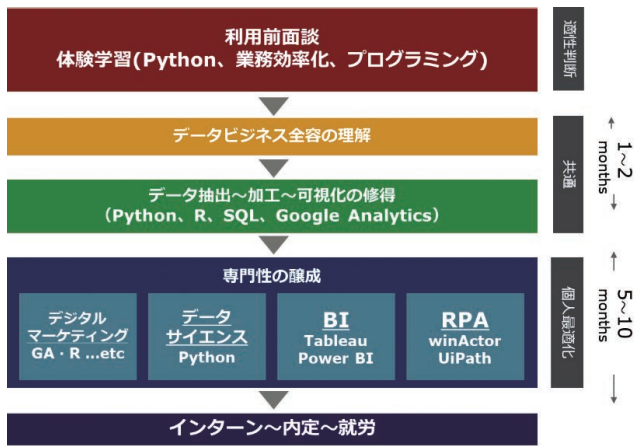 利用前面談
体験学習(Python、業務効率化、プログラミング)
適性判断
データビジネス全容の理解
データ抽出～加工～可視化の修得
（Python、R、SQL、Google Analytics）
共通
1～2
months
専門性の醸成
デジタル
マーケティング
GA・R ...etc
データ
サイエンス
Python
BI
Tableau
Power BI
RPA
winActor
UiPath
個人最適化
5～10
months
インターン～内定～就労